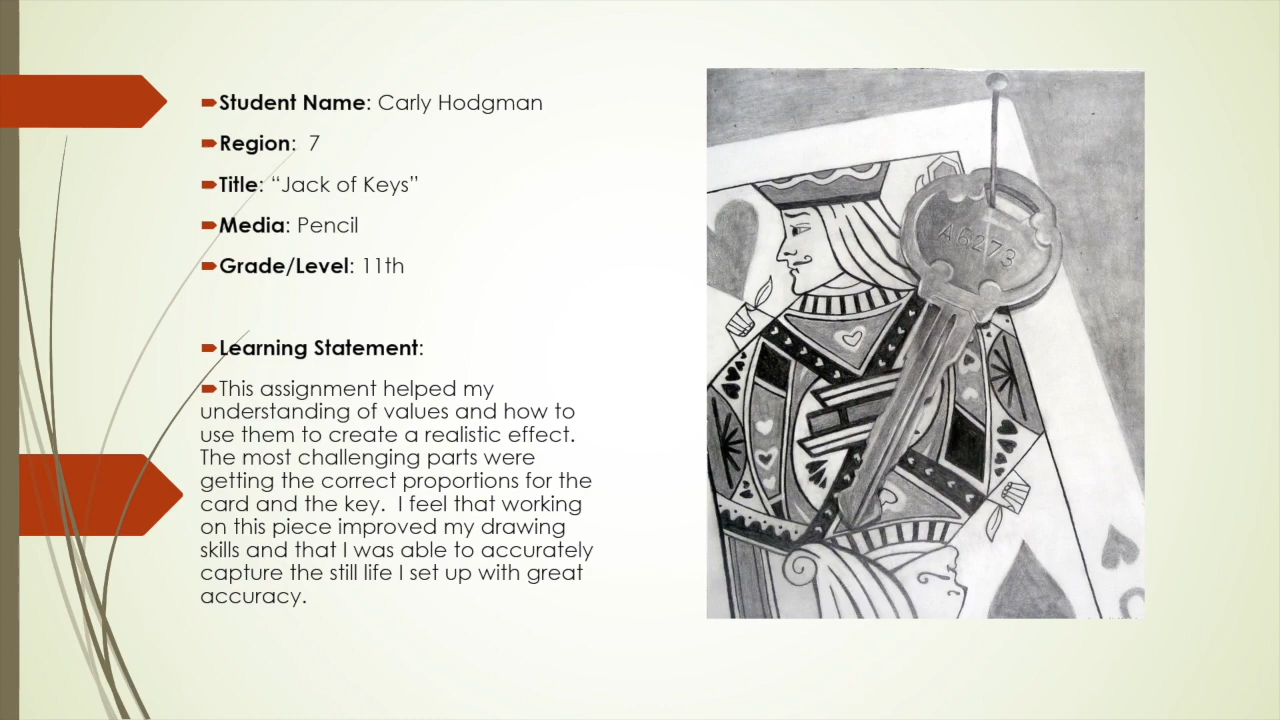 Student Name: Carly Hodgman
Region:  7
Title: “Jack of Keys”
Media: Pencil
Grade/Level: 11th
Learning Statement:
This assignment helped my
understanding of values and how to
use them to create a realistic effect.
The most challenging parts were
getting the correct proportions for the
card and the key.  I feel that working
on this piece improved my drawing
skills and that I was able to accurately
capture the still life I set up with great
accuracy.
A6273